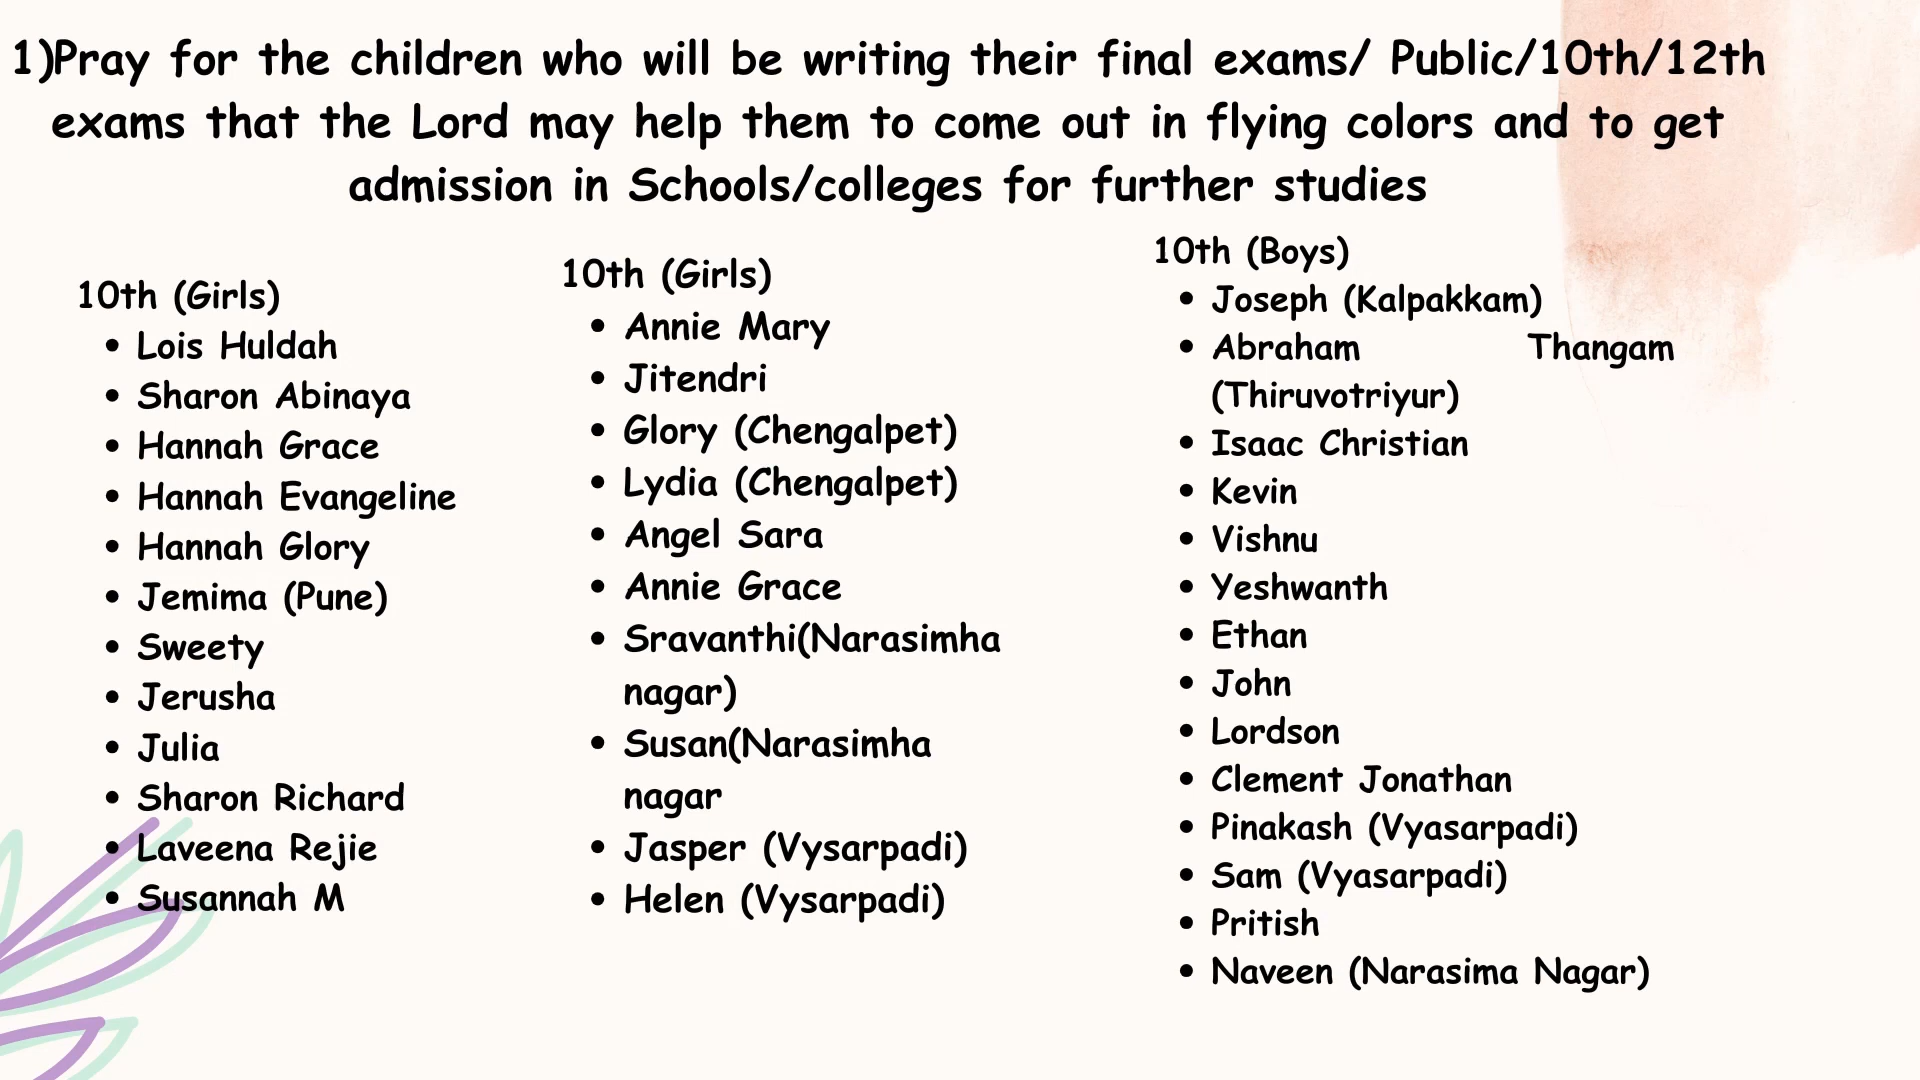 1)Pray for the children who will be writing their final exams/ Public/10th/12th
exams that the Lord may help them to come out in flying colors and to get
admission in Schools/colleges for further studies
10th (Girls)
• Lois Huldah
• Sharon Abinaya
• Hannah Grace
• Hannah Evangeline
• Hannah Glory
• Jemima (Pune)
• Sweety
• Jerusha
• Julia
• Sharon Richard
• Laveena Rejie
• Susannah M
10th (Girls)
• Annie Mary
• Jitendri
• Glory (Chengalpet)
• Lydia (Chengalpet)
• Angel Sara
• Annie Grace
• Sravanthi(Narasimha
nagar)
• Susan(Narasimha
nagar
• Jasper (Vysarpadi)
• Helen (Vysarpadi)
10th (Boys)
• Joseph (Kalpakkam)
• Abraham Thangam
(Thiruvotriyur)
• Isaac Christian
• Kevin
• Vishnu
• Yeshwanth
• Ethan
• John
• Lordson
• Clement Jonathan
• Pinakash (Vyasarpadi)
• Sam (Vyasarpadi)
• Pritish
• Naveen (Narasima Nagar)